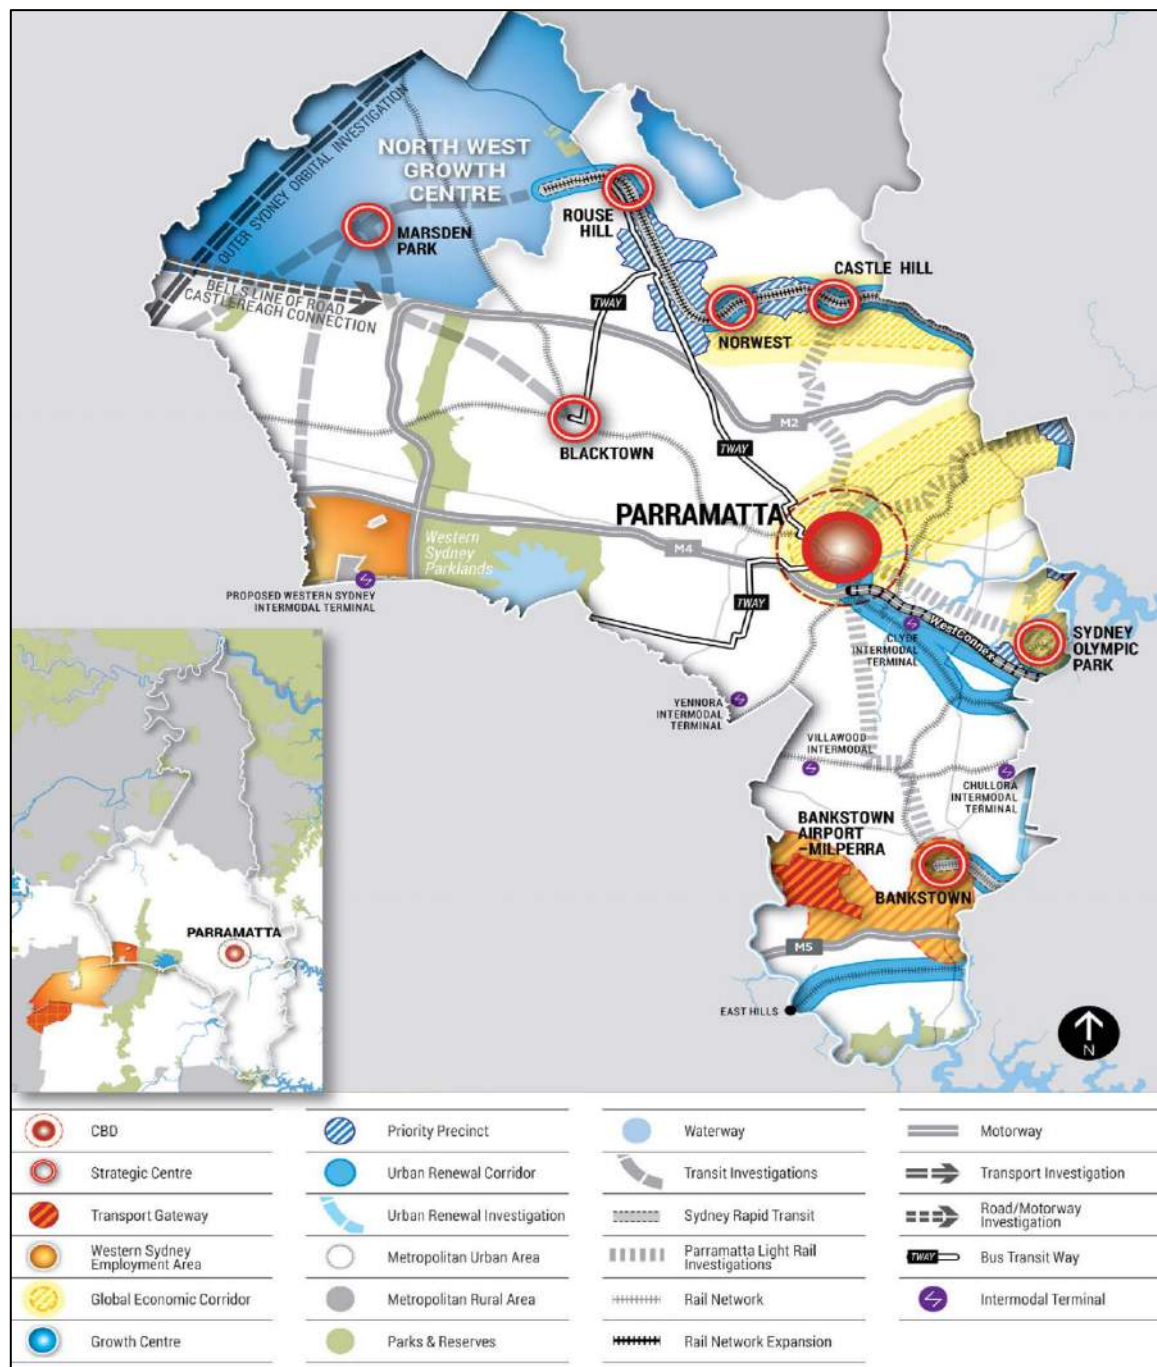 OUTER SYDNEY ORBITAL INVESTIGATION
NORTH WEST
GROWTH
CENTRE
MARSDEN
PARK
ROUSE
HILL
BELLS LINE OF ROAD
CASTLEREAGH CONNECTION
CASTLE HILL
TWAY
NORWEST
M2
BLACKTOWN
TWAY
PARRAMATTA
Western
Sydney
Parklands
M4
TWAY
PROPOSED WESTERN SYDNEY
INTERMODAL TERMINAL
WestConnex
CLYDE
INTERMODAL
TERMINAL
SYDNEY
OLYMPIC
PARK
YENNORA
INTERMODAL
TERMINAL
VILLAWOOD
INTERMODAL
CHULLORA
INTERMODAL
TERMINAL
BANKSTOWN
AIRPORT
–MILPERRA
BANKSTOWN
M5
EAST HILLS
N
PARRAMATTA
CBD
Strategic Centre
Transport Gateway
Western Sydney
Employment Area
Global Economic Corridor
Growth Centre
Priority Precinct
Urban Renewal Corridor
Urban Renewal Investigation
Metropolitan Urban Area
Metropolitan Rural Area
Parks & Reserves
Waterway
Transit Investigations
Sydney Rapid Transit
Parramatta Light Rail
Investigations
Rail Network
Rail Network Expansion
Motorway
Transport Investigation
Road/Motorway
Investigation
TWAY
Bus Transit Way
Intermodal Terminal